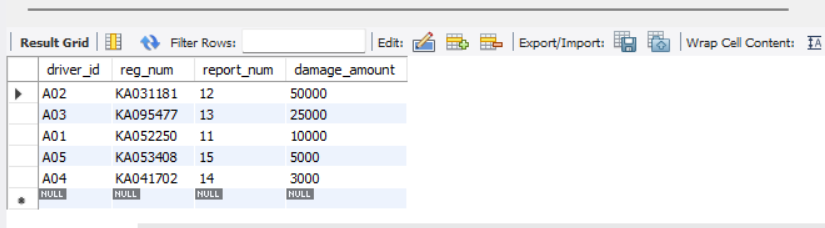 Result Grid Filter Rows: Edit: Export/Import: Wrap Cell Content: IA
driver_id reg_num report_num damage_amount
A02 KA031181 12 50000
A03 KA095477 13 25000
A01 KA052250 11 10000
A05 KA053408 15 5000
A04 KA041702 14 3000
NULL NULL NULL NULL